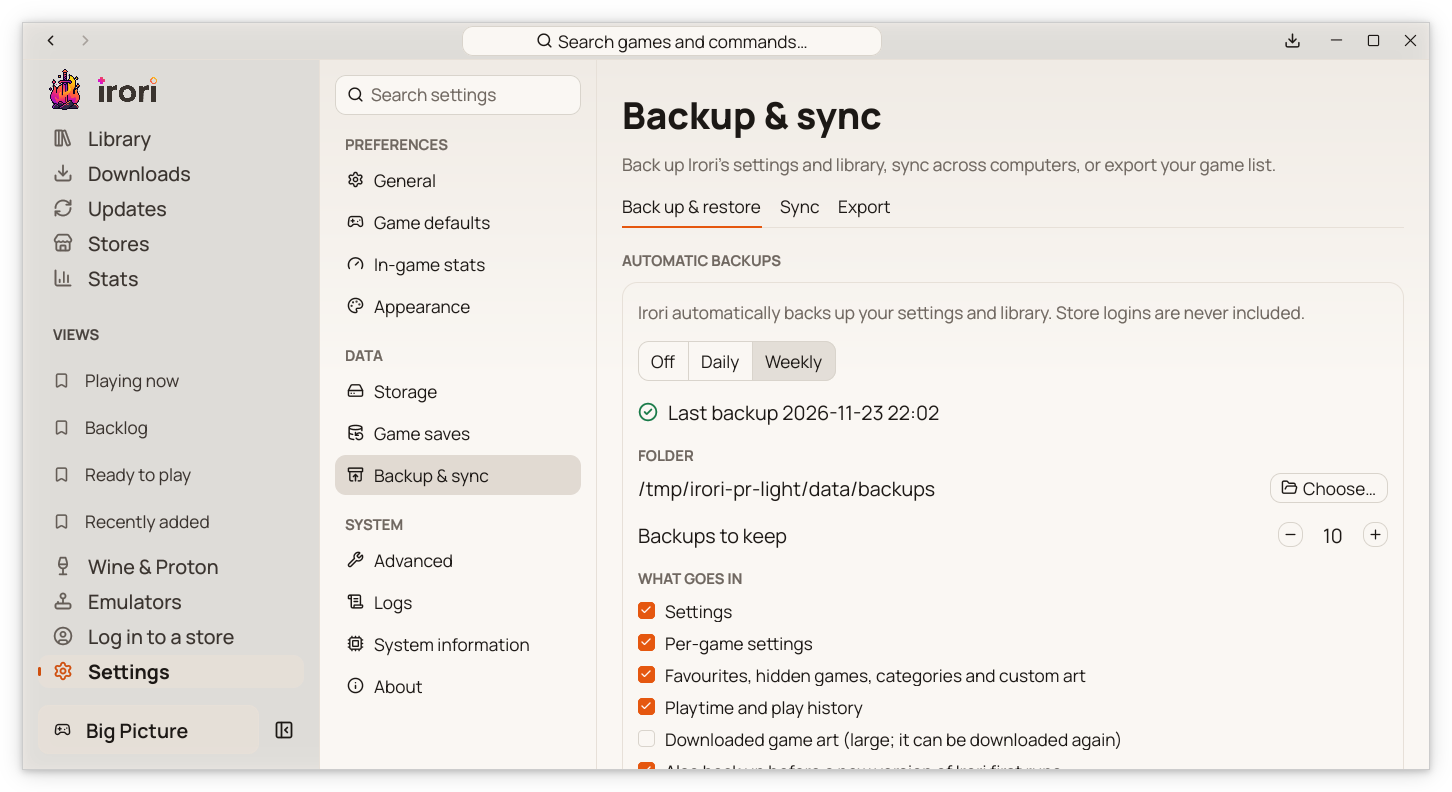 Search games and commands...
irori
Library
Downloads
Updates
Stores
Stats
VIEWS
Playing now
Backlog
Ready to play
Recently added
Wine & Proton
Emulators
Log in to a store
Settings
Big Picture
Search settings
PREFERENCES
General
Game defaults
In-game stats
Appearance
DATA
Storage
Game saves
Backup & sync
SYSTEM
Advanced
Logs
System information
About
Backup & sync
Back up Irori's settings and library, sync across computers, or export your game list.
Back up & restore Sync Export
AUTOMATIC BACKUPS
Irori automatically backs up your settings and library. Store logins are never included.
Off Daily Weekly
Last backup 2026-11-23 22:02
FOLDER
/tmp/irori-pr-light/data/backups Choose...
Backups to keep 10
WHAT GOES IN
Settings
Per-game settings
Favourites, hidden games, categories and custom art
Playtime and play history
Downloaded game art (large; it can be downloaded again)